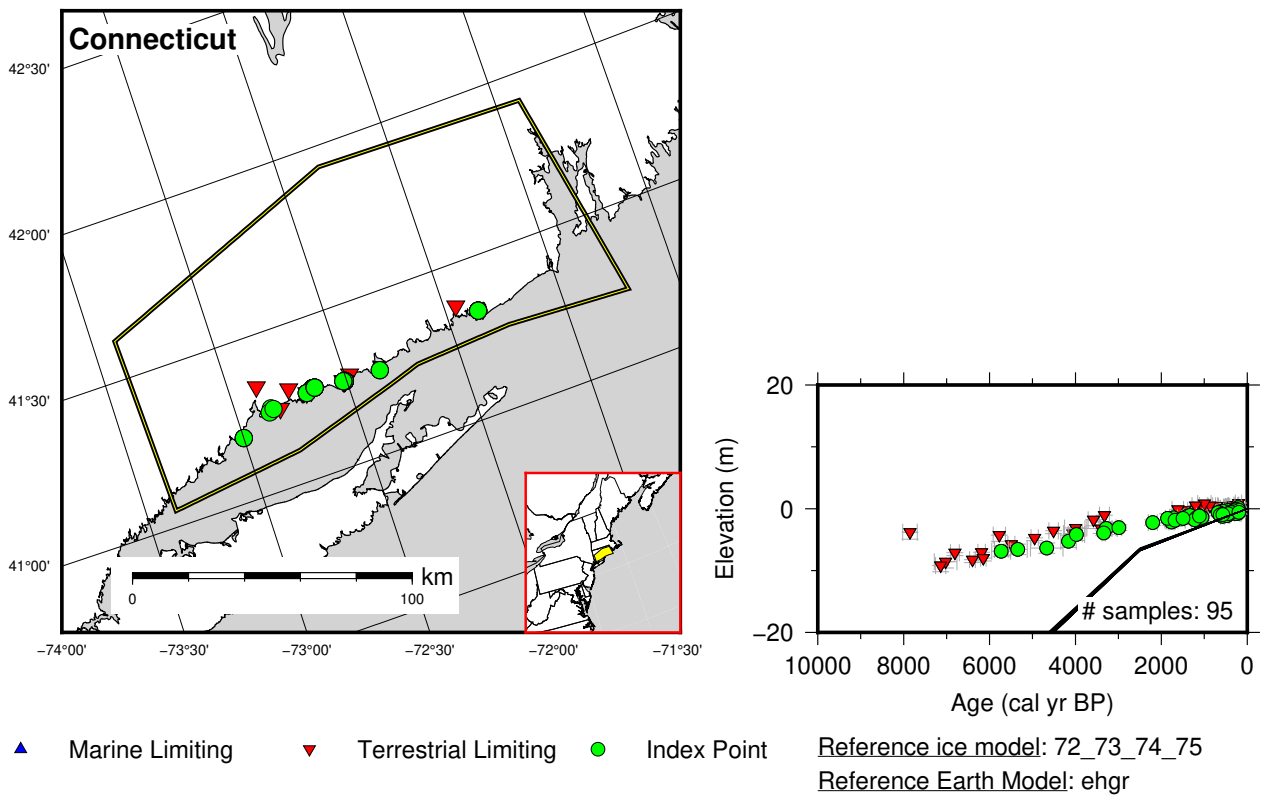 Connecticut
42°30'
42°00'
41°30'
41°00'
−74°00'
−73°30'
−73°00'
−72°30'
−72°00'
−71°30'
km
0
100
20
0
−20
Elevation (m)
# samples: 95
10000
8000
6000
4000
2000
0
Age (cal yr BP)
Marine Limiting
Terrestrial Limiting
Index Point
Reference ice model: 72_73_74_75
Reference Earth Model: ehgr